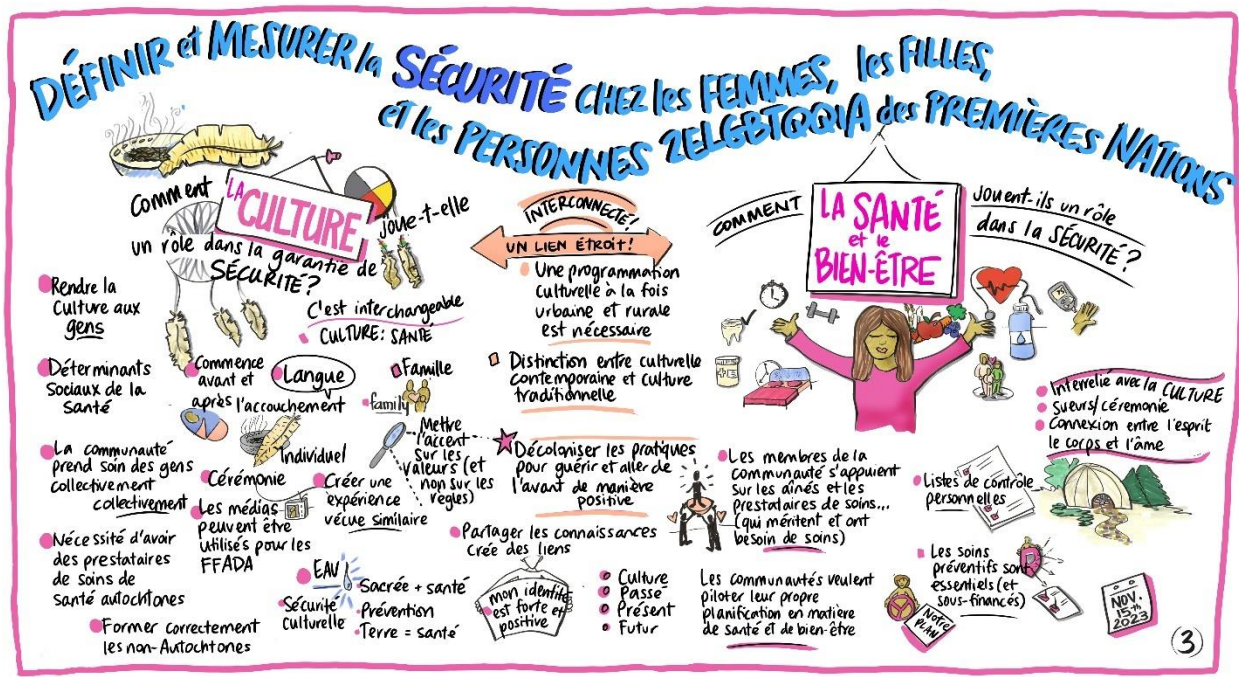 DÉFINIR et MESURER la SÉCURITÉ CHEZ les FEMMES, les FILLES,
et les PERSONNES 2ELGBTQQIA des PREMIÈRES NATIONS
Comment
LA
CULTURE
joue-t-elle
un rôle dans la garantie de
SÉCURITÉ?
Rendre la
Culture aux
gens
C'est interchangeable
CULTURE: SANTÉ
Déterminants
Sociaux de la
Santé
Commence
avant et
après l'accouchement
Langue
Famille
family
La communauté
prend soin des gens
collectivement
collectivement
Individuel
Cérémonie
Mettre
l'accent
sur les
valeurs (et
non sur les
règles)
Créer une
expérience
vécue similaire
Les médias
peuvent être
utilisés pour les
FFADA
Nécessité d'avoir
des prestataires
de soins de
Santé autochtones
Former correctement
les non-Autochtones
EAV
Sécurité
Culturelle
Sacrée + santé
Prévention
Terre = santé
INTERCONNECTÉ!
UN LIEN ÉTROIT!
Une programmation
culturelle à la fois
urbaine et rurale
est nécessaire
Distinction entre culturelle
contemporaine et culture
traditionnelle
Décoloniser les pratiques
pour guérir et aller de
l'avant de manière
positive
Partager les connaissances
crée des liens
mon identité
est forte et
positive
Culture
Passé
Présent
Futur
COMMENT
LA SANTÉ
et le
BIEN-ÊTRE
Jouent-ils un rôle
dans la SÉCURITÉ?
Les membres de la
communauté s'appuient
sur les aînés et les
prestataires de soins...
(qui méritent et ont
besoin de soins)
Les communautés veulent
piloter leur propre
planification en matière
de santé et de bien-être
Interrelié avec la CULTURE
Sueurs/cérémonie
Connexion entre l'esprit
le corps et l'âme
Listes de contrôle
personnelles
Les soins
préventifs sont
essentiels (et
sous-financés)
Notre
PLAN
NOV.
15th
2023
3